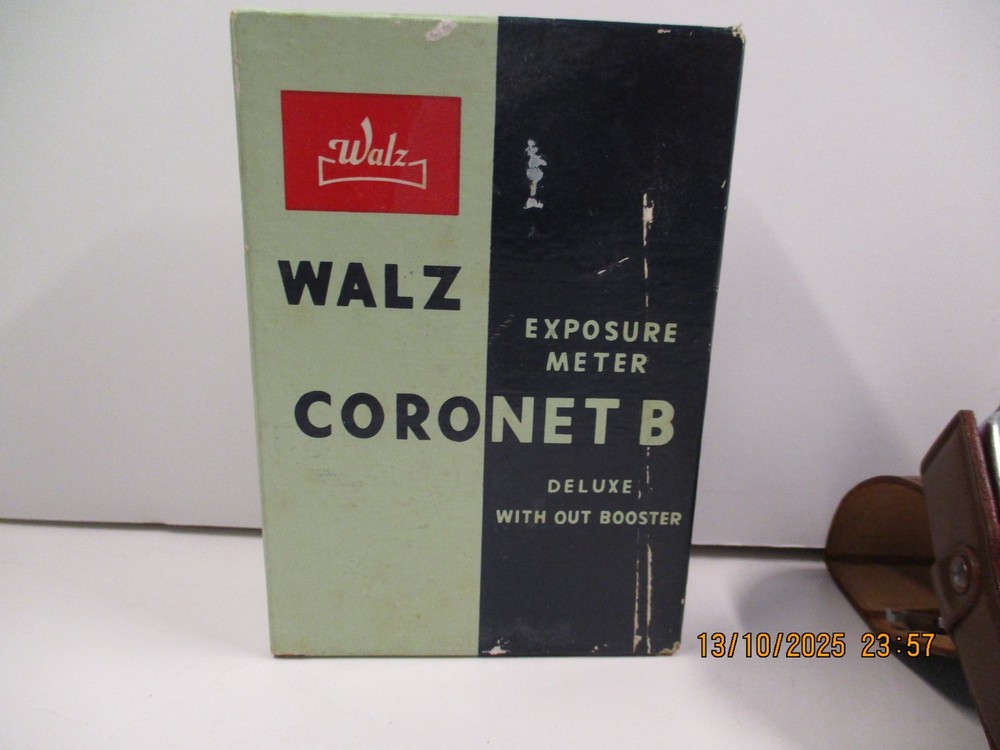 Walz
WALZ
EXPOSURE
METER
CORONET B
DELUXE
WITH OUT BOOSTER
13/10/2025 23:57